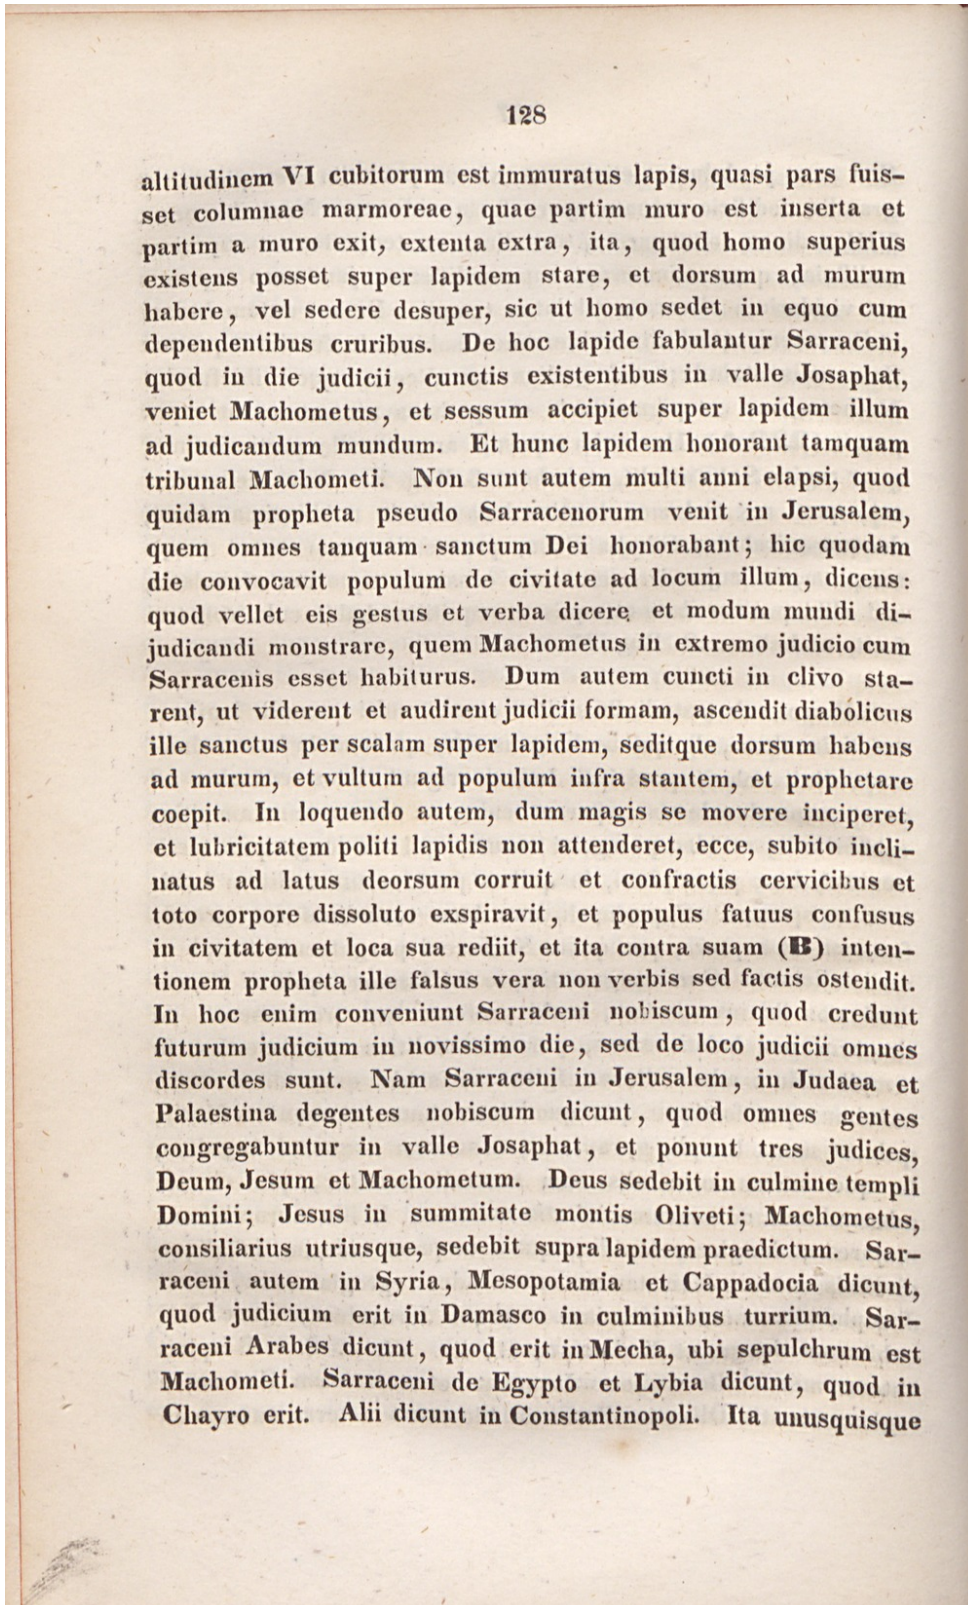 128
altitudinem VI cubitorum est immuratus lapis, quasi pars fuis-
set columnae marmoreae, quae partim muro est inserta et
partim a muro exit, extenta extra, ita, quod homo superius
existens posset super lapidem stare, et dorsum ad murum
habere, vel sedere desuper, sic ut homo sedet in equo cum
dependentibus cruribus. De hoc lapide fabulantur Sarraceni,
quod in die judicii, cunctis existentibus in valle Josaphat,
veniet Machometus, et sessum accipiet super lapidem illum
ad judicandum mundum. Et hunc lapidem honorant tamquam
tribunal Machometi. Non sunt autem multi anni elapsi, quod
quidam propheta pseudo Sarracenorum venit in Jerusalem,
quem omnes tanquam sanctum Dei honorabant; hic quodam
die convocavit populum de civitate ad locum illum, dicens:
quod vellet eis gestus et verba dicere et modum mundi di-
judicandi monstrare, quem Machometus in extremo judicio cum
Sarracenis esset habiturus. Dum autem cuncti in clivo sta-
rent, ut viderent et audirent judicii formam, ascendit diabolicus
ille sanctus per scalam super lapidem, seditque dorsum habens
ad murum, et vultum ad populum infra stantem, et prophetare
coepit. In loquendo autem, dum magis se movere inciperet,
et lubricitatem politi lapidis non attenderet, ecce, subito incli-
natus ad latus deorsum corruit et confractis cervicibus et
toto corpore dissoluto exspiravit, et populus fatuus confusus
in civitatem et loca sua rediit, et ita contra suam (B) inten-
tionem propheta ille falsus vera non verbis sed factis ostendit.
In hoc enim conveniunt Sarraceni nobiscum, quod credunt
futurum judicium in novissimo die, sed de loco judicii omnes
discordes sunt. Nam Sarraceni in Jerusalem, in Judaea et
Palaestina degentes nobiscum dicunt, quod omnes gentes
congregabuntur in valle Josaphat, et ponunt tres judices,
Deum, Jesum et Machometum. Deus sedebit in culmine templi
Domini; Jesus in summitate montis Oliveti; Machometus,
consiliarius utriusque, sedebit supra lapidem praedictum. Sar-
raceni autem in Syria, Mesopotamia et Cappadocia dicunt,
quod judicium erit in Damasco in culminibus turrium. Sar-
raceni Arabes dicunt, quod erit in Mecha, ubi sepulchrum est
Machometi. Sarraceni de Egypto et Lybia dicunt, quod in
Chayro erit. Alii dicunt in Constantinopoli. Ita unusquisque